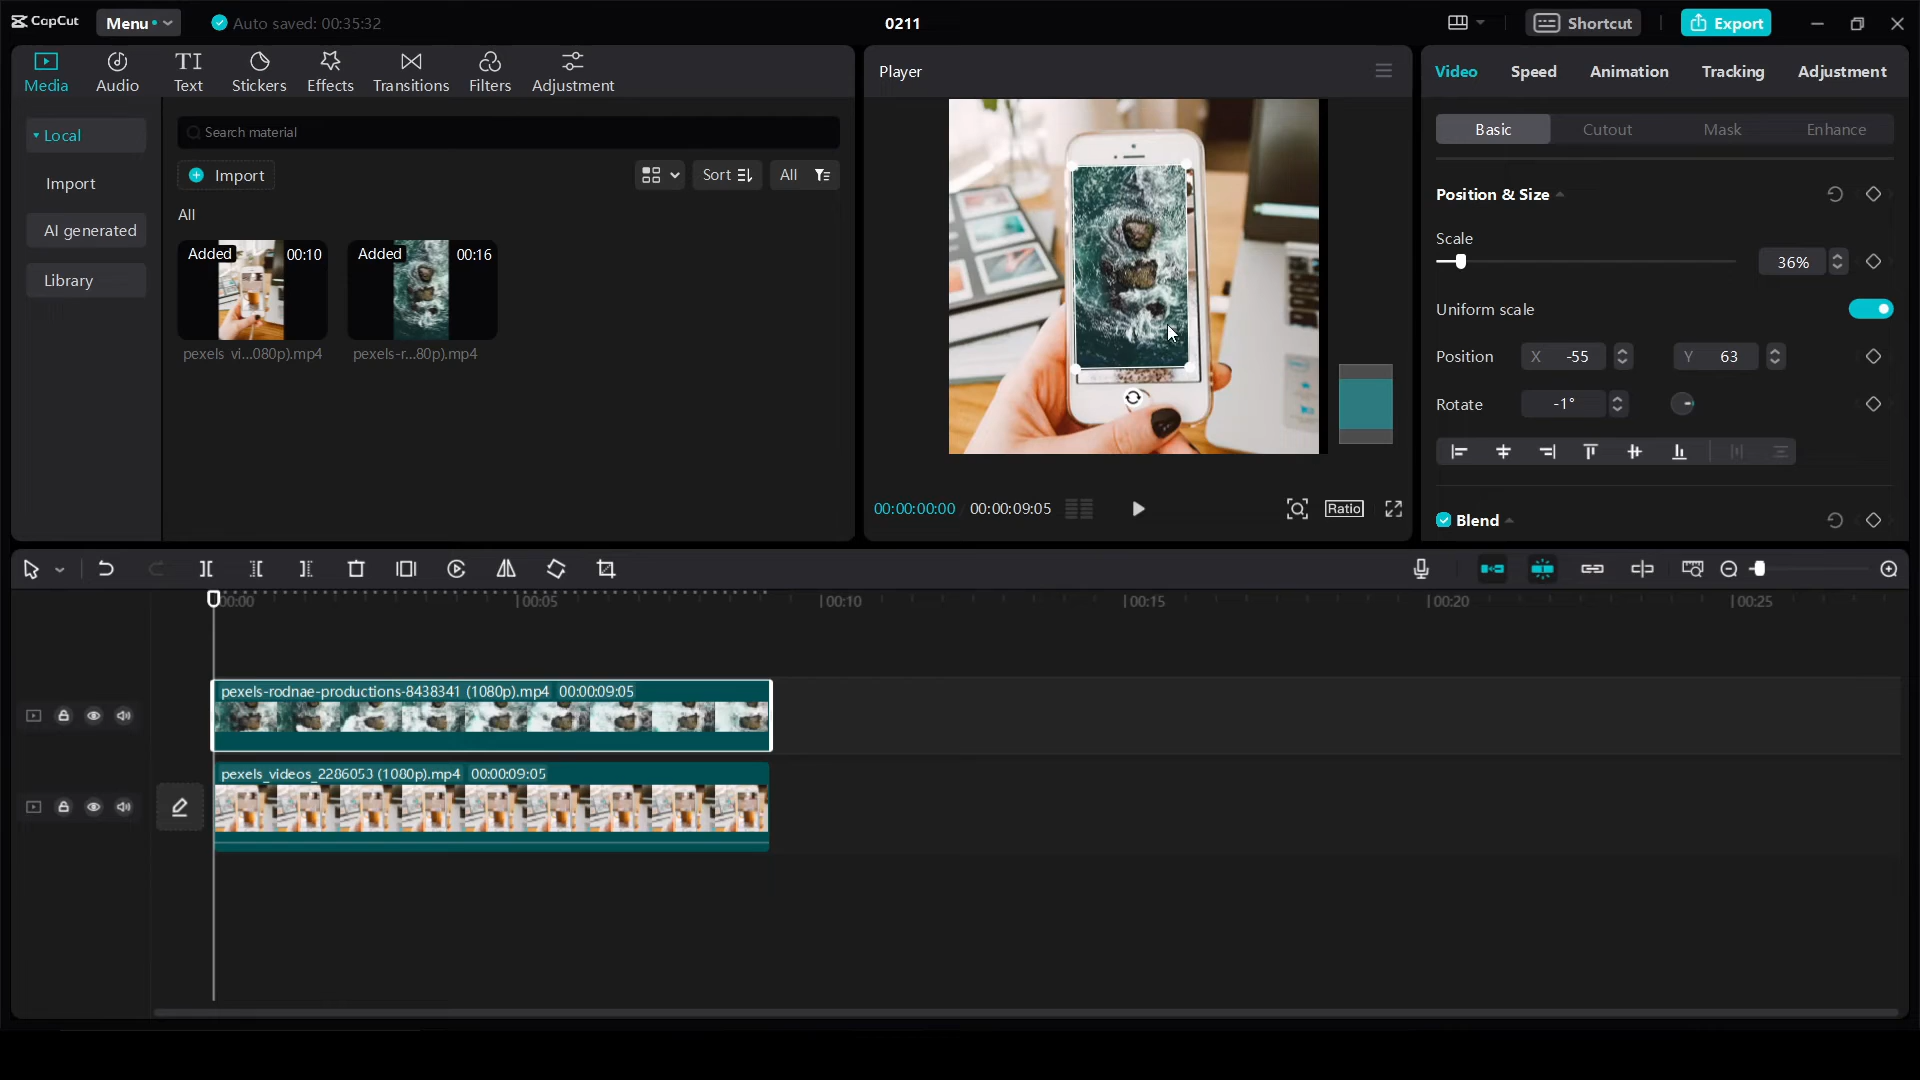 CapCut
Menu
Auto saved: 00:35:32
0211
Shortcut
Export
Media
Audio
TI
Text
Stickers
Effects
Transitions
Filters
Adjustment
Player
Video
Speed
Animation
Tracking
Adjustment
Local
Import
AI generated
Library
Search material
Import
Sort
All
All
Added
00:10
Added
00:16
pexels vi...080p).mp4
pexels-r...80p).mp4
Basic
Cutout
Mask
Enhance
Position & Size
Scale
36%
Uniform scale
Position
X -55
Y 63
Rotate
-1°
Blend
00:00:00:00
00:00:09:05
Ratio
00:00
00:05
00:10
00:15
00:20
00:25
pexels-rodnae-productions-8438341 (1080p).mp4 00:00:09:05
pexels_videos_2286053 (1080p).mp4 00:00:09:05